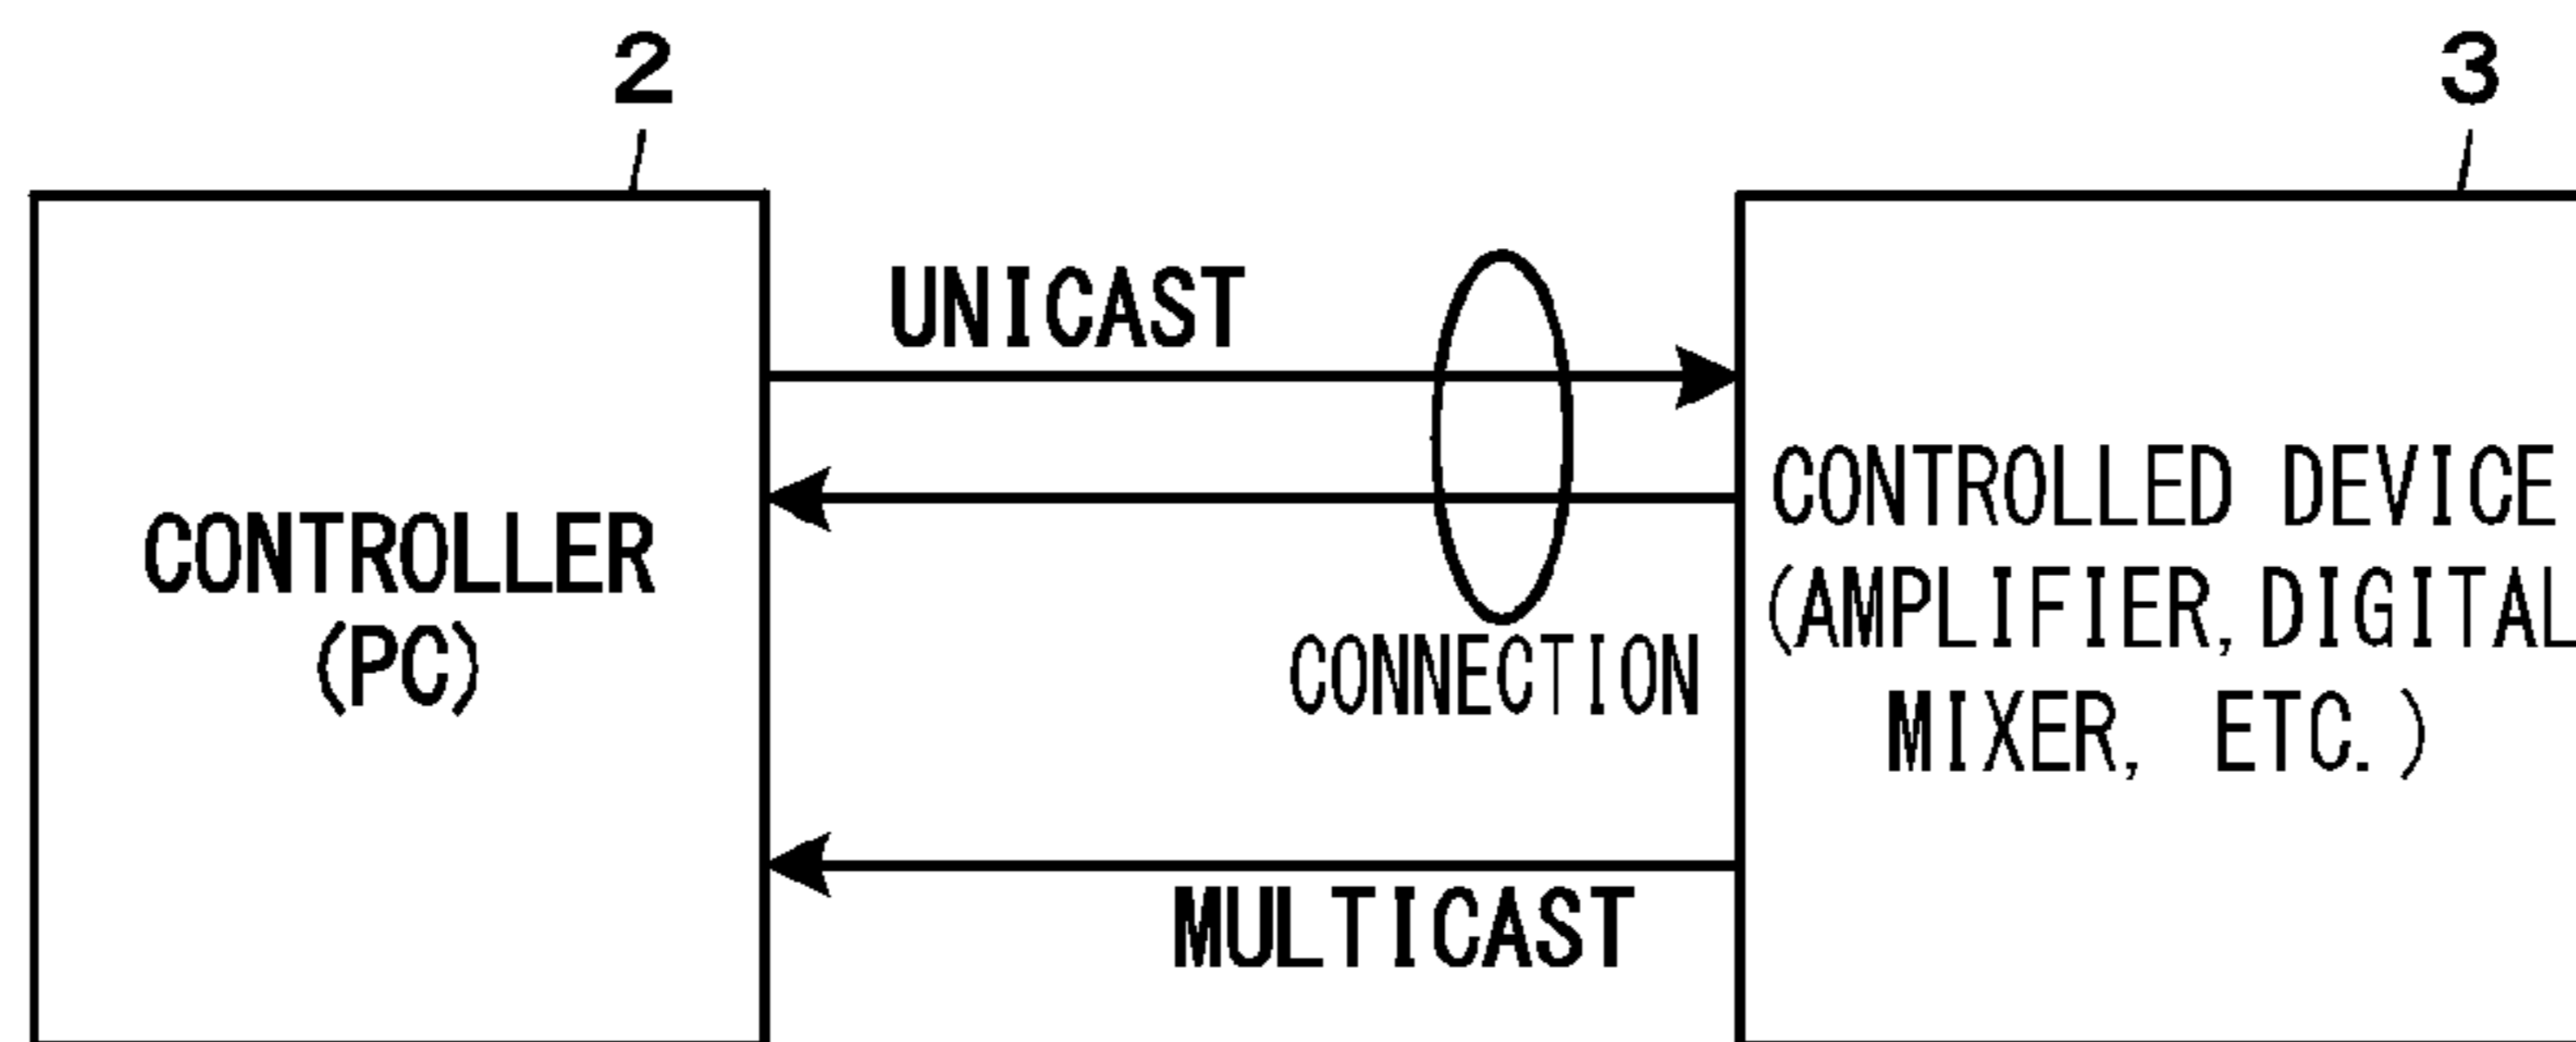 2
3
UNICAST
CONTROLLER
(PC)
CONNECTION
CONTROLLED DEVICE
(AMPLIFIER, DIGITAL
MIXER, ETC.)
MULTICAST